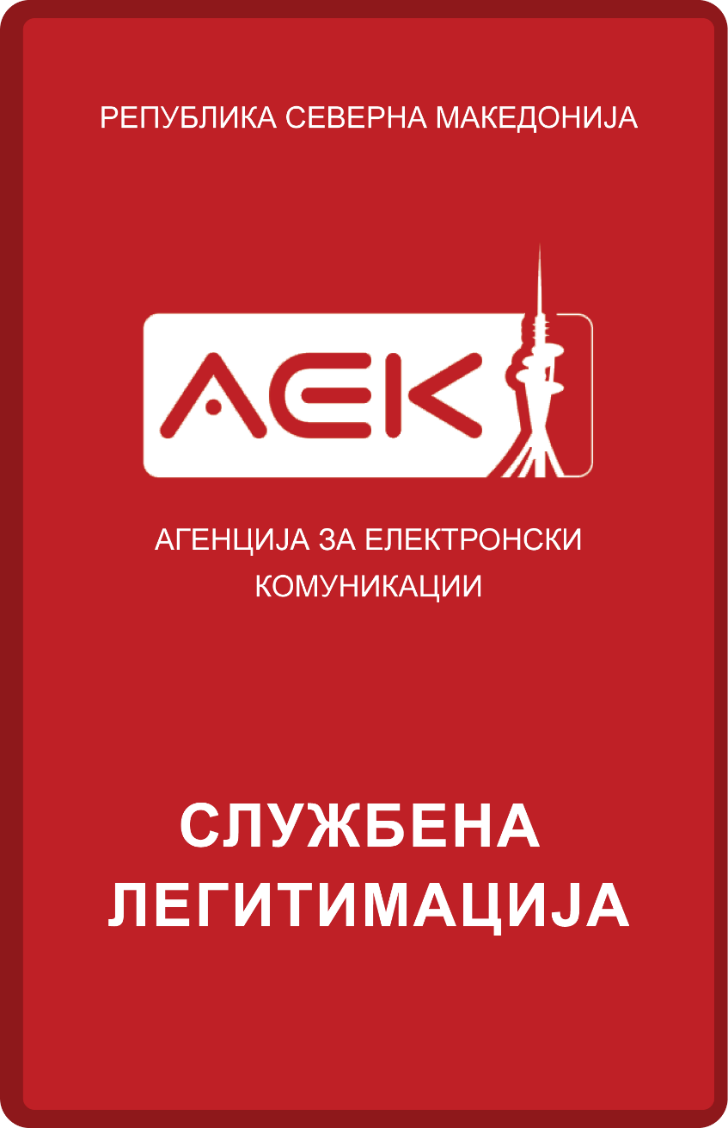 РЕПУБЛИКА СЕВЕРНА МАКЕДОНИЈА
АЕК
АГЕНЦИЈА ЗА ЕЛЕКТРОНСКИ
КОМУНИКАЦИИ
СЛУЖБЕНА
ЛЕГИТИМАЦИЈА